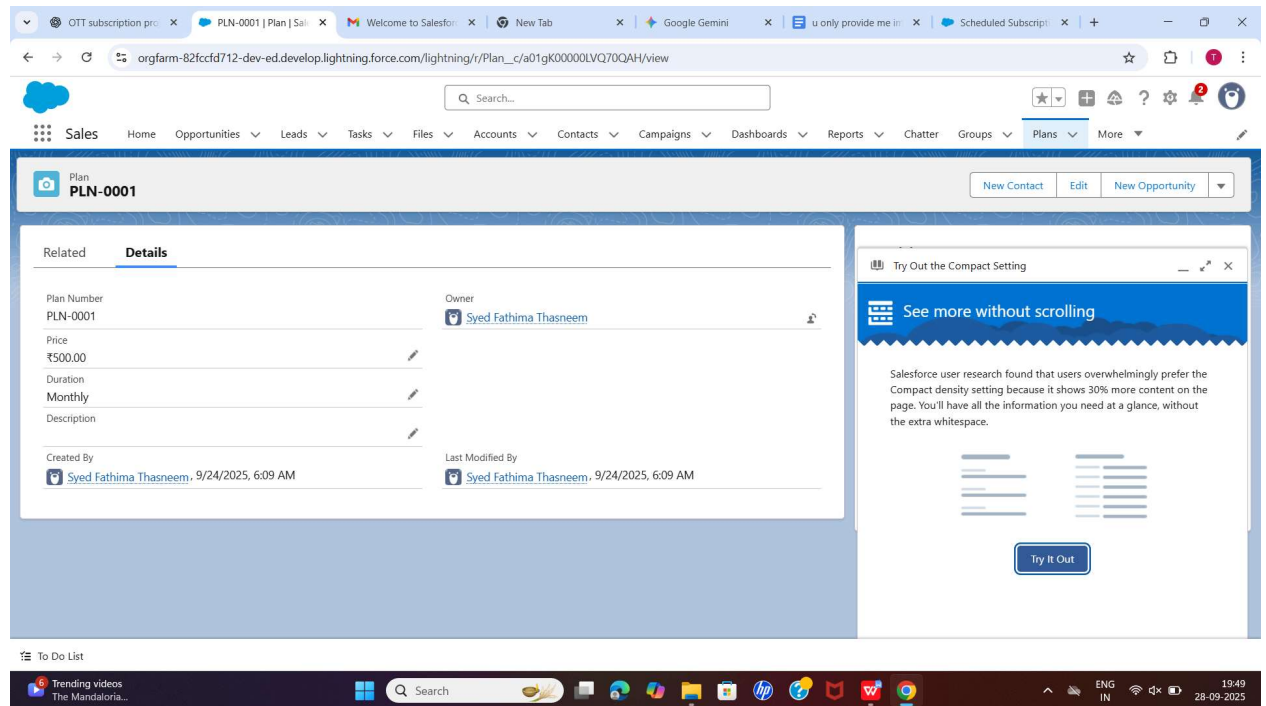 OTT subscription pro
PLN-0001 | Plan | Sal
Welcome to Salesfor
New Tab
Google Gemini
u only provide me im
Scheduled Subscripti
orgfarm-82fccfd712-dev-ed.develop.lightning.force.com/lightning/r/Plan__c/a01gK00000LVQ70QAH/view
T
Search...
2
Sales
Home
Opportunities
Leads
Tasks
Files
Accounts
Contacts
Campaigns
Dashboards
Reports
Chatter
Groups
Plans
More
Plan
PLN-0001
New Contact
Edit
New Opportunity
Related
Details
Plan Number
PLN-0001
Owner
Syed Fathima Thasneem
Price
₹500.00
Duration
Monthly
Description
Created By
Syed Fathima Thasneem, 9/24/2025, 6:09 AM
Last Modified By
Syed Fathima Thasneem, 9/24/2025, 6:09 AM
Try Out the Compact Setting
See more without scrolling
Salesforce user research found that users overwhelmingly prefer the
Compact density setting because it shows 30% more content on the
page. You'll have all the information you need at a glance, without
the extra whitespace.
Try It Out
To Do List
6
Trending videos
The Mandaloria...
Search
ENG
IN
19:49
28-09-2025